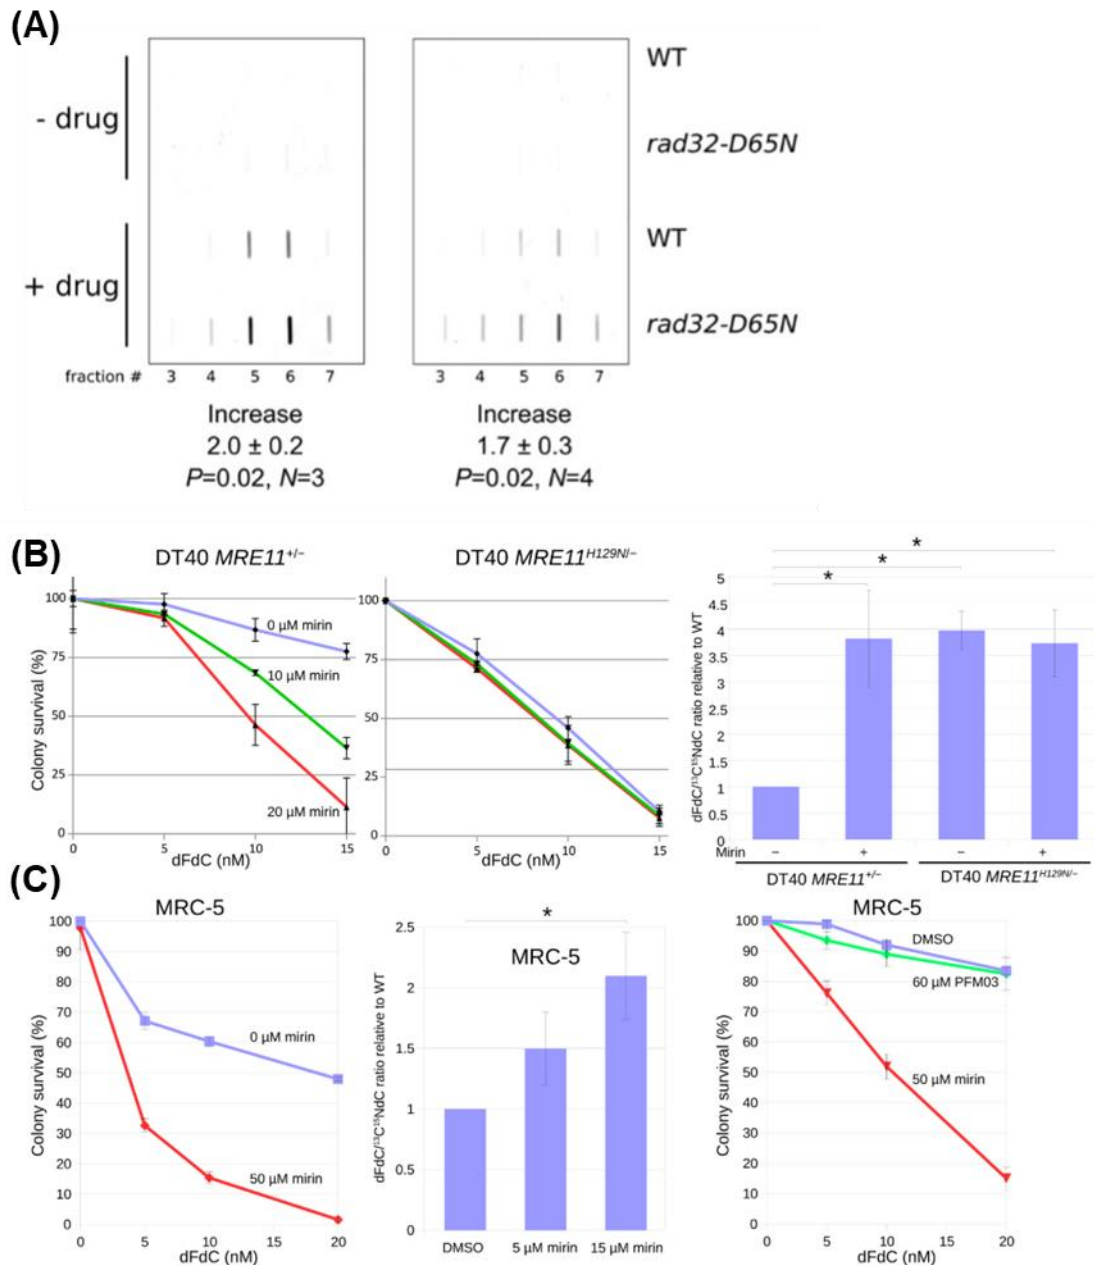 (A)
- drug
WT
rad32-D65N
+ drug
WT
rad32-D65N
fraction # 3 4 5 6 7 3 4 5 6 7
Increase
2.0 ± 0.2
P=0.02, N=3
Increase
1.7 ± 0.3
P=0.02, N=4
(B)
DT40 MRE11⁺/⁻
Colony survival (%)
100
75
50
25
0
0 µM mirin
10 µM mirin
20 µM mirin
0 5 10 15
dFdC (nM)
DT40 MRE11ᴴ¹²⁹ᴺ/⁻
100
75
50
25
0
0 5 10 15
dFdC (nM)
dFdC/¹³C¹⁵NdC ratio relative to WT
5
4.5
4
3.5
3
2.5
2
1.5
1
0.5
0
*
*
*
Mirin − + − +
DT40 MRE11⁺/⁻ DT40 MRE11ᴴ¹²⁹ᴺ/⁻
(C)
MRC-5
Colony survival (%)
100
90
80
70
60
50
40
30
20
10
0
0 µM mirin
50 µM mirin
0 5 10 20
dFdC (nM)
MRC-5
dFdC/¹³C¹⁵NdC ratio relative to WT
2.5
2
1.5
1
0.5
0
*
DMSO 5 µM mirin 15 µM mirin
MRC-5
Colony survival (%)
100
90
80
70
60
50
40
30
20
10
0
DMSO
60 µM PFM03
50 µM mirin
0 5 10 20
dFdC (nM)